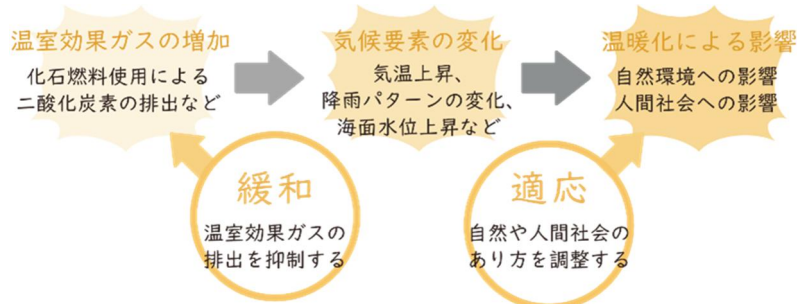 温室効果ガスの増加
化石燃料使用による
二酸化炭素の排出など
気候要素の変化
気温上昇、
降雨パターンの変化、
海面水位上昇など
温暖化による影響
自然環境への影響
人間社会への影響
緩和
温室効果ガスの
排出を抑制する
適応
自然や人間社会の
あり方を調整する